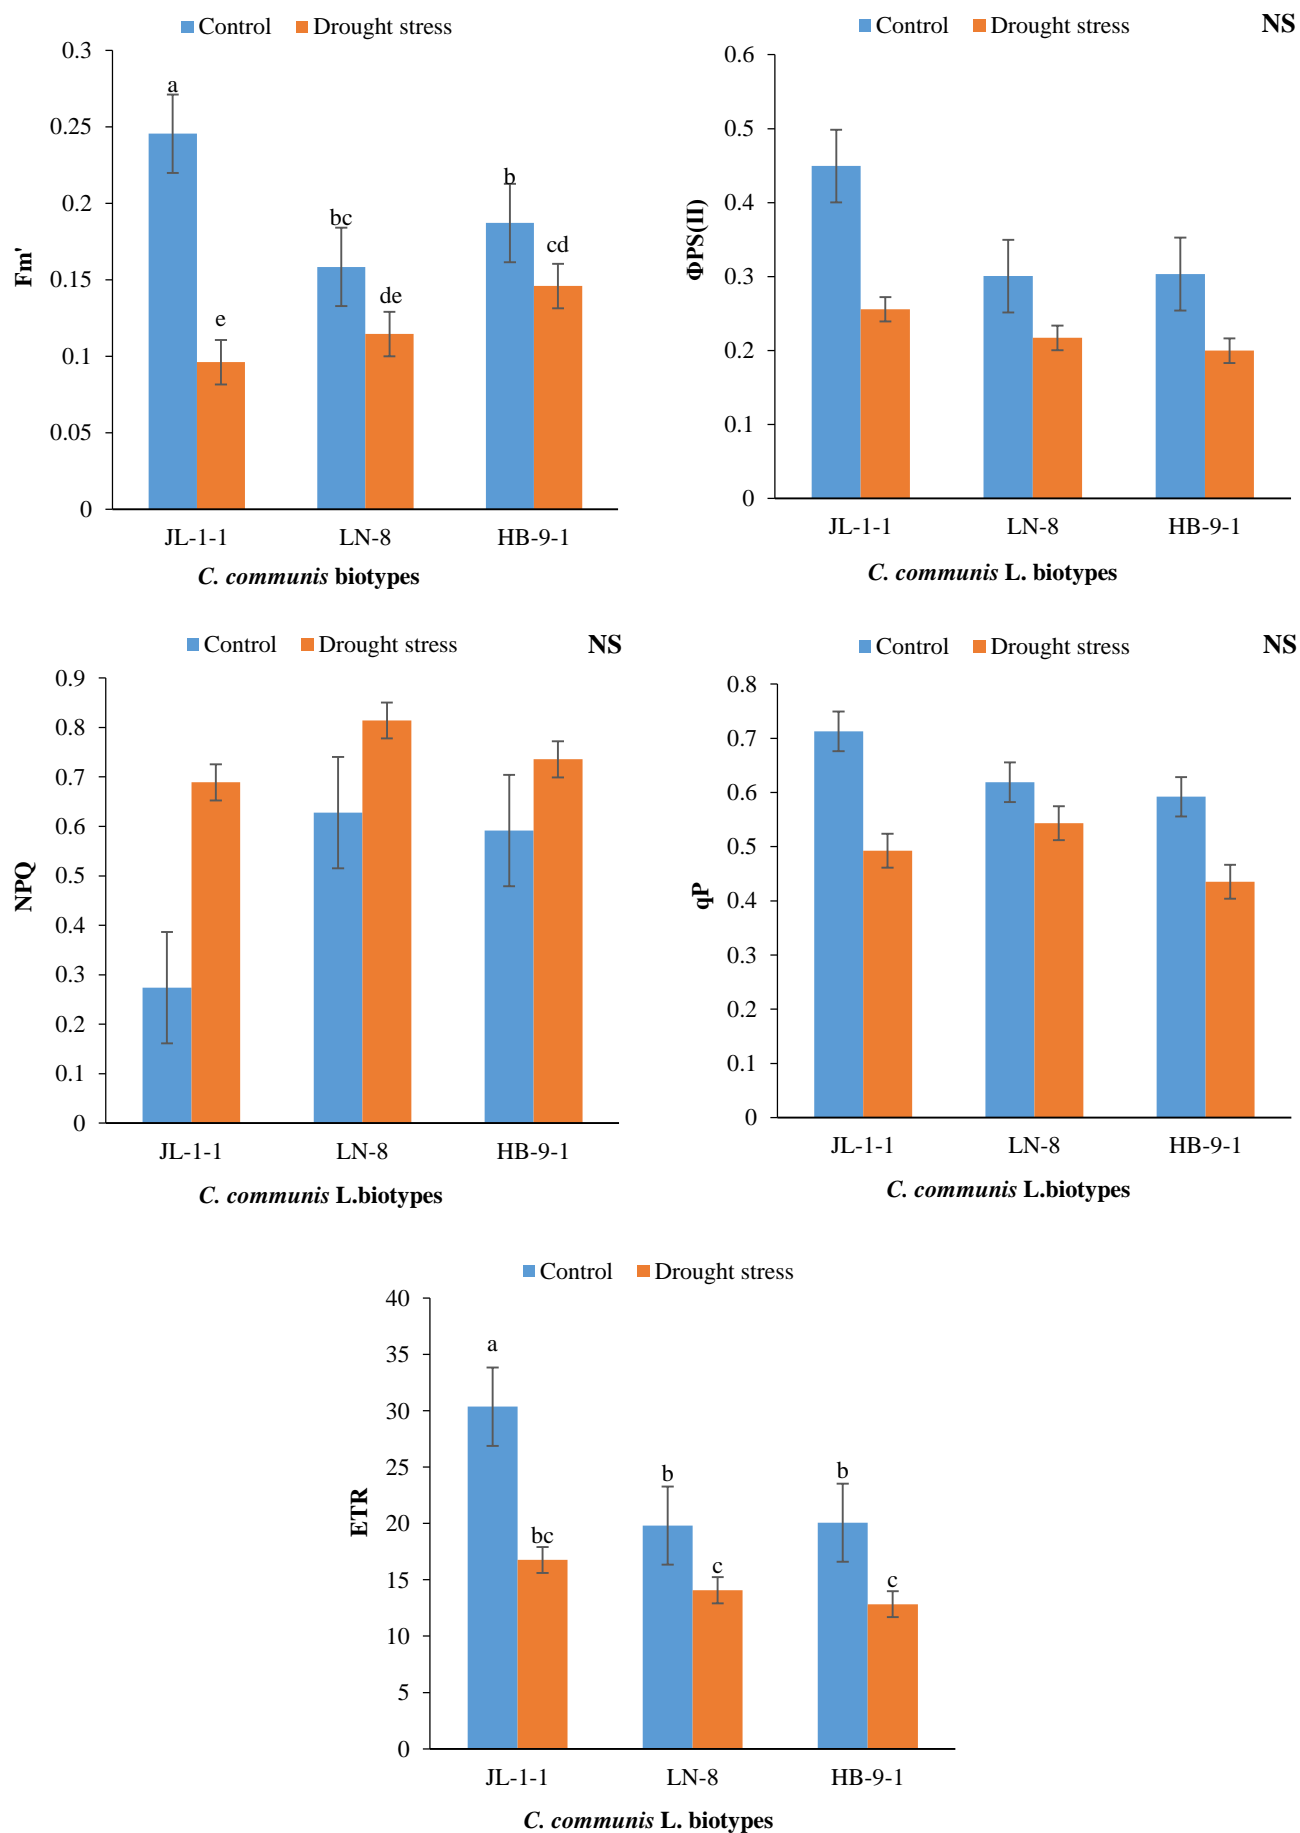 Control Drought stress
0.3
0.25
0.2
0.15
0.1
0.05
0
Fm'
a
e
bc
de
b
cd
JL-1-1 LN-8 HB-9-1
C. communis biotypes
Control Drought stress NS
0.6
0.5
0.4
0.3
0.2
0.1
0
ΦPS(II)
JL-1-1 LN-8 HB-9-1
C. communis L. biotypes
Control Drought stress NS
0.9
0.8
0.7
0.6
0.5
0.4
0.3
0.2
0.1
0
NPQ
JL-1-1 LN-8 HB-9-1
C. communis L.biotypes
Control Drought stress NS
0.8
0.7
0.6
0.5
0.4
0.3
0.2
0.1
0
qP
JL-1-1 LN-8 HB-9-1
C. communis L.biotypes
Control Drought stress
40
35
30
25
20
15
10
5
0
ETR
a
bc
b
c
b
c
JL-1-1 LN-8 HB-9-1
C. communis L. biotypes